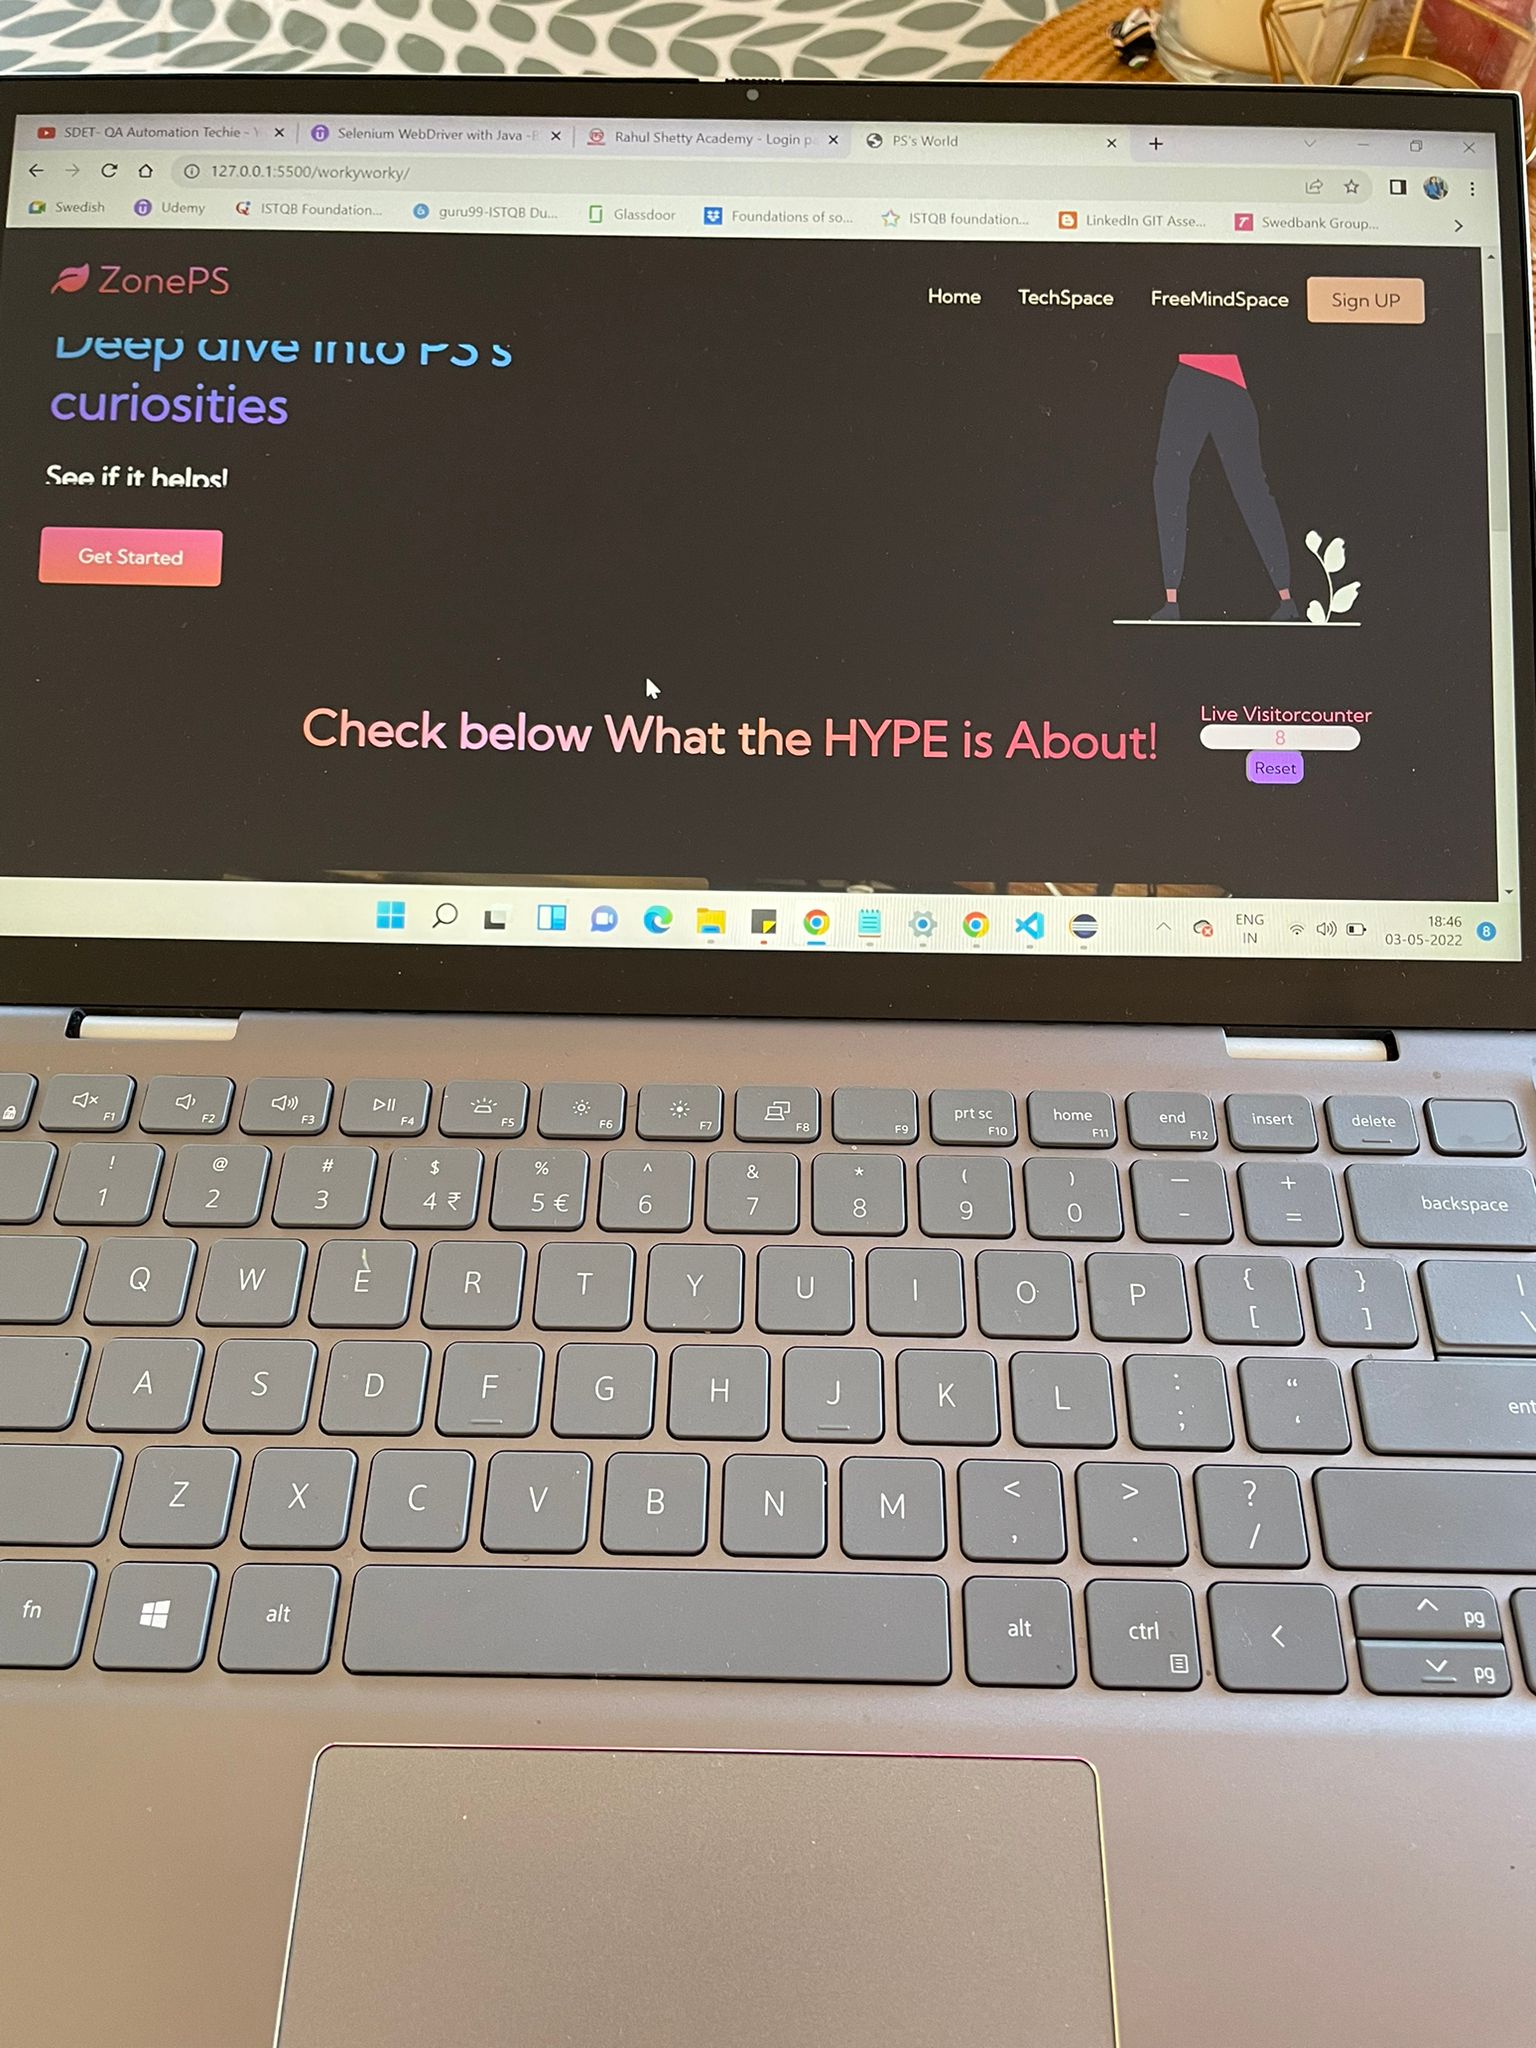 SDET- QA Automation Techie - Y
Selenium WebDriver with Java -B
Rahul Shetty Academy - Login p
PS's World
127.0.0.1:5500/workyworky/
Swedish
Udemy
ISTQB Foundation...
guru99-ISTQB Du...
Glassdoor
Foundations of so...
ISTQB foundation...
LinkedIn GIT Asse...
Swedbank Group...
ZonePS
Home
TechSpace
FreeMindSpace
Sign UP
Deep dive into PS's
curiosities
See if it helps!
Get Started
Check below What the HYPE is About!
Live Visitorcounter
8
Reset
ENG
IN
18:46
03-05-2022
8
F1 F2 F3 F4 F5 F6 F7 F8 F9 prt sc F10 home F11 end F12 insert delete
! 1 @ 2 # 3 $ 4 ₹ % 5 € ^ 6 & 7 * 8 ( 9 ) 0 — - + = backspace
Q W E R T Y U I O P { [ } ] | \
A S D F G H J K L : ; “ ‘ ent
Z X C V B N M < , > . ? /
fn alt alt ctrl < pg pg